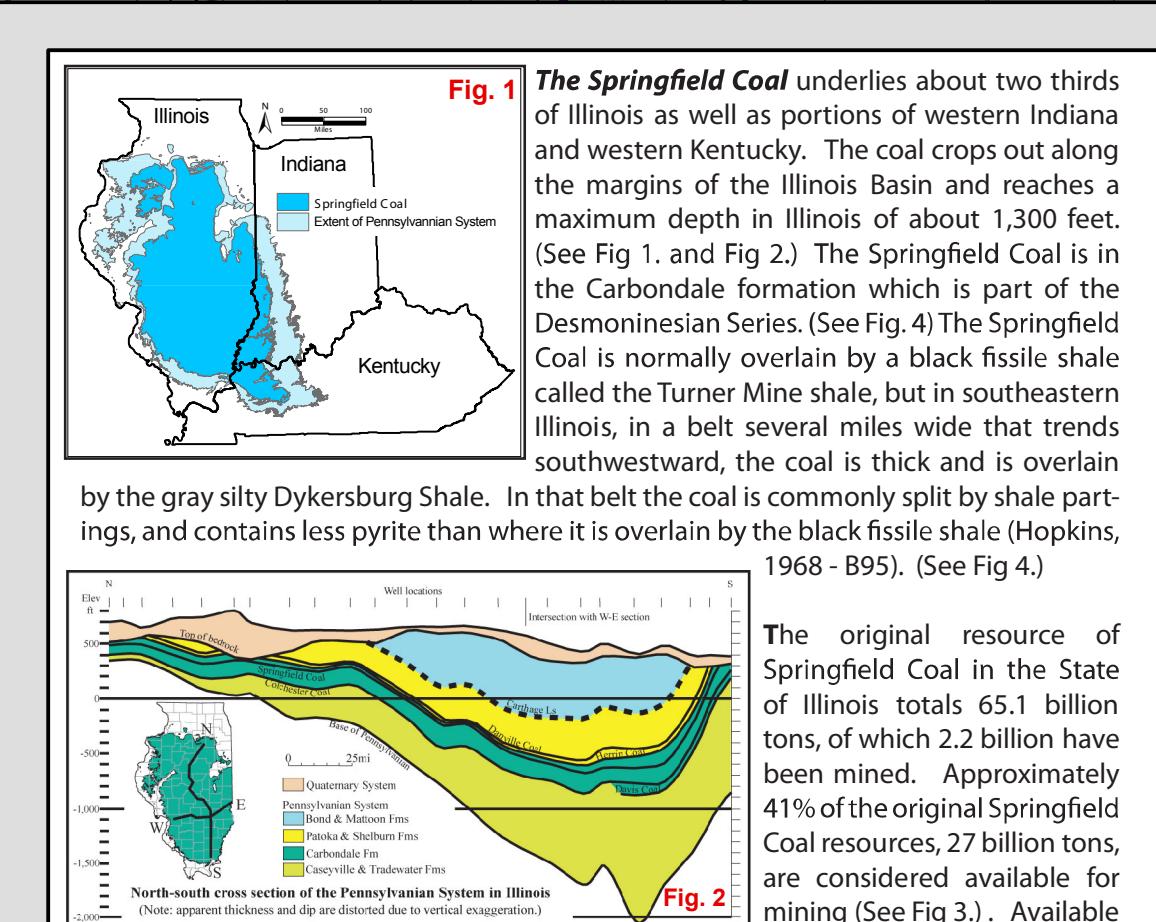 Fig. 1
Illinois
N
0 50 100
Miles
Indiana
Springfield Coal
Extent of Pennsylvannian System
Kentucky
The Springfield Coal underlies about two thirds
of Illinois as well as portions of western Indiana
and western Kentucky. The coal crops out along
the margins of the Illinois Basin and reaches a
maximum depth in Illinois of about 1,300 feet.
(See Fig 1. and Fig 2.) The Springfield Coal is in
the Carbondale formation which is part of the
Desmoninesian Series. (See Fig. 4) The Springfield
Coal is normally overlain by a black fissile shale
called the Turner Mine shale, but in southeastern
Illinois, in a belt several miles wide that trends
southwestward, the coal is thick and is overlain
by the gray silty Dykersburg Shale. In that belt the coal is commonly split by shale part-
ings, and contains less pyrite than where it is overlain by the black fissile shale (Hopkins,
1968 - B95). (See Fig 4.)
N
S
Elev
ft
Well locations
Intersection with W-E section
500
0
-500
-1,000
-1,500
-2,000
Top of bedrock
Springfield Coal
Colchester Coal
Base of Pennsylvanian
Carthage Ls
Danville Coal
Herrin Coal
Davis Coal
N
E
W
S
0 25mi
Quaternary System
Pennsylvanian System
Bond & Mattoon Fms
Patoka & Shelburn Fms
Carbondale Fm
Caseyville & Tradewater Fms
North-south cross section of the Pennsylvanian System in Illinois
(Note: apparent thickness and dip are distorted due to vertical exaggeration.)
Fig. 2
The original resource of
Springfield Coal in the State
of Illinois totals 65.1 billion
tons, of which 2.2 billion have
been mined. Approximately
41% of the original Springfield
Coal resources, 27 billion tons,
are considered available for
mining (See Fig 3.) . Available